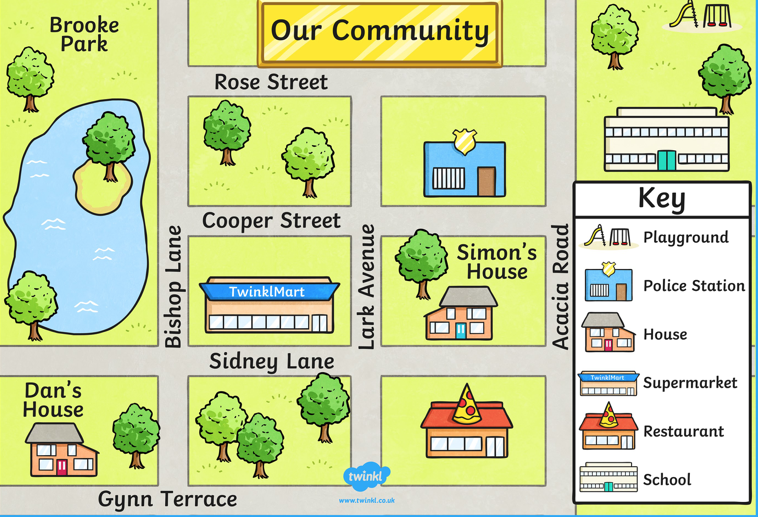 Our Community
Brooke
Park
Rose Street
Cooper Street
Bishop Lane
Lark Avenue
Acacia Road
TwinklMart
Simon's
House
Sidney Lane
Dan's
House
Gynn Terrace
twinkl
www.twinkl.co.uk
Key
Playground
Police Station
House
TwinklMart
Supermarket
Restaurant
School